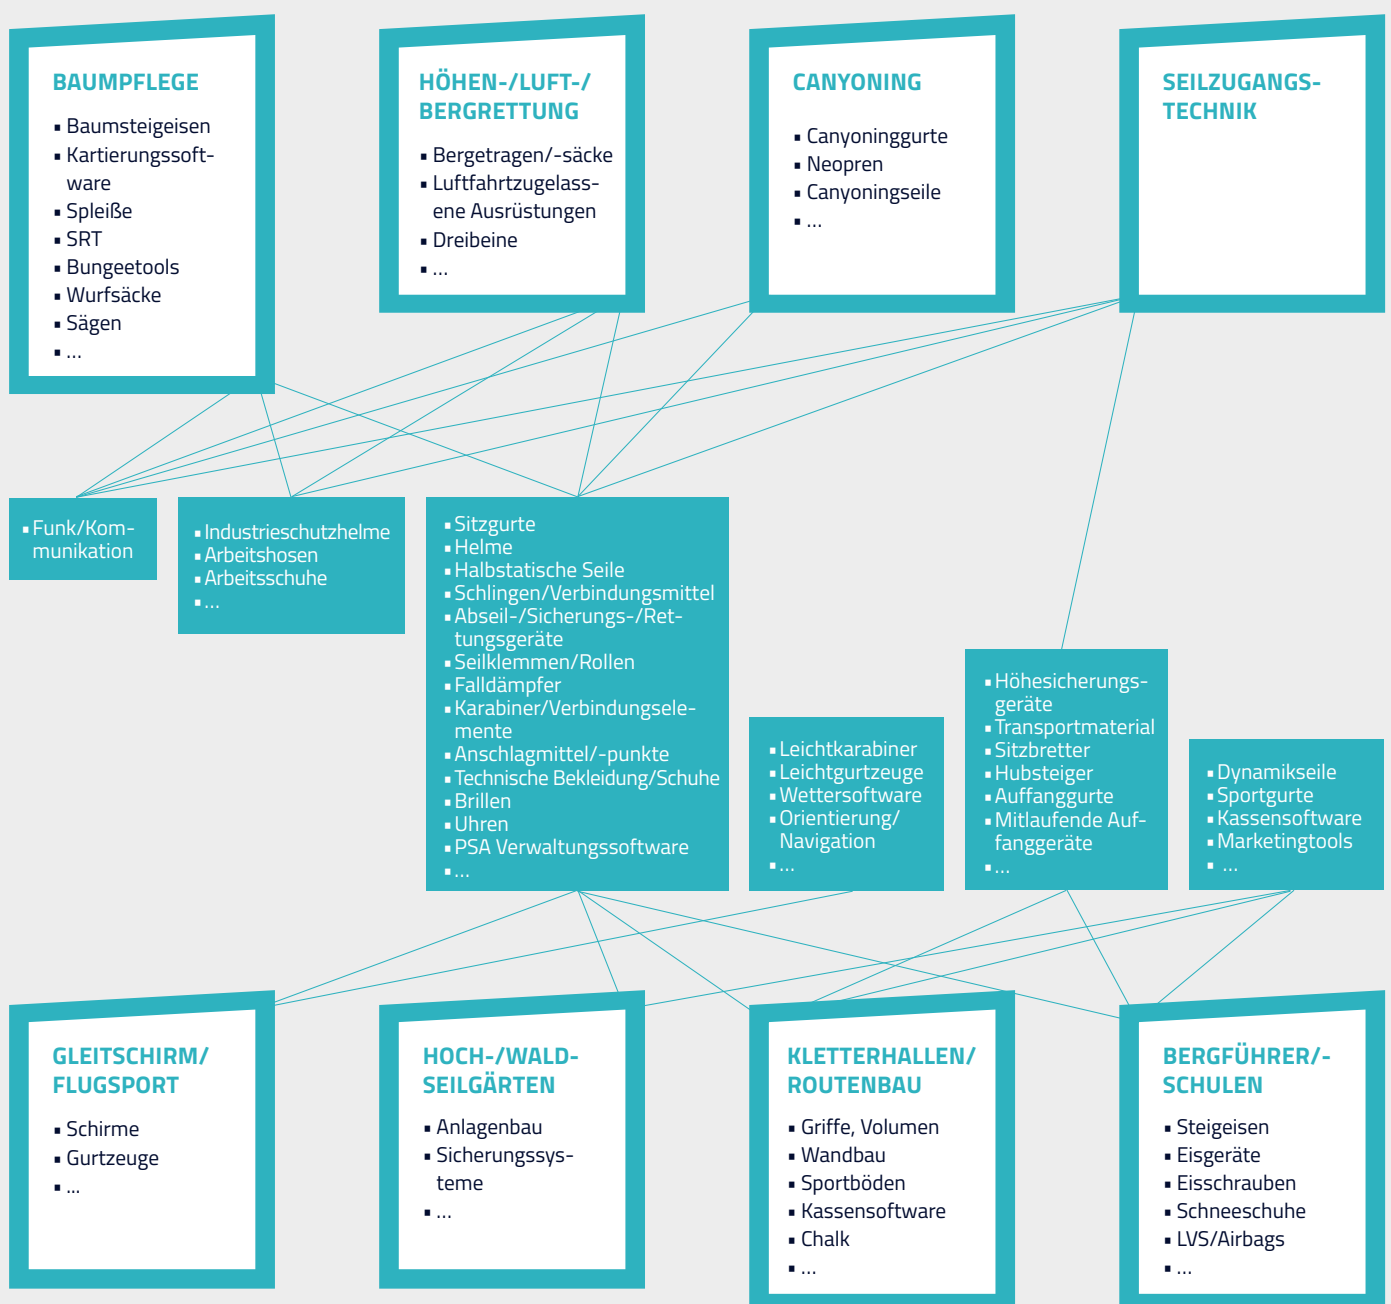 BAUMPFLEGE
▪ Baumsteigeisen
▪ Kartierungssoft-
ware
▪ Spleiße
▪ SRT
▪ Bungeetools
▪ Wurfsäcke
▪ Sägen
▪ ...
HÖHEN-/LUFT-/
BERGRETTUNG
▪ Bergetragen/-säcke
▪ Luftfahrtzugelass-
ene Ausrüstungen
▪ Dreibeine
▪ ...
CANYONING
▪ Canyoninggurte
▪ Neopren
▪ Canyoningseile
▪ ...
SEILZUGANGS-
TECHNIK
▪ Funk/Kom-
munikation
▪ Industrieschutzhelme
▪ Arbeitshosen
▪ Arbeitsschuhe
▪ ...
▪ Sitzgurte
▪ Helme
▪ Halbstatische Seile
▪ Schlingen/Verbindungsmittel
▪ Abseil-/Sicherungs-/Ret-
tungsgeräte
▪ Seilklemmen/Rollen
▪ Falldämpfer
▪ Karabiner/Verbindungsele-
mente
▪ Anschlagmittel/-punkte
▪ Technische Bekleidung/Schuhe
▪ Brillen
▪ Uhren
▪ PSA Verwaltungssoftware
▪ ...
▪ Leichtkarabiner
▪ Leichtgurtzeuge
▪ Wettersoftware
▪ Orientierung/
Navigation
▪ ...
▪ Höhesicherungs-
geräte
▪ Transportmaterial
▪ Sitzbretter
▪ Hubsteiger
▪ Auffanggurte
▪ Mitlaufende Auf-
fanggeräte
▪ ...
▪ Dynamikseile
▪ Sportgurte
▪ Kassensoftware
▪ Marketingtools
▪ ...
GLEITSCHIRM/
FLUGSPORT
▪ Schirme
▪ Gurtzeuge
▪ ...
HOCH-/WALD-
SEILGÄRTEN
▪ Anlagenbau
▪ Sicherungssys-
teme
▪ ...
KLETTERHALLEN/
ROUTENBAU
▪ Griffe, Volumen
▪ Wandbau
▪ Sportböden
▪ Kassensoftware
▪ Chalk
▪ ...
BERGFÜHRER/-
SCHULEN
▪ Steigeisen
▪ Eisgeräte
▪ Eisschrauben
▪ Schneeschuhe
▪ LVS/Airbags
▪ ...